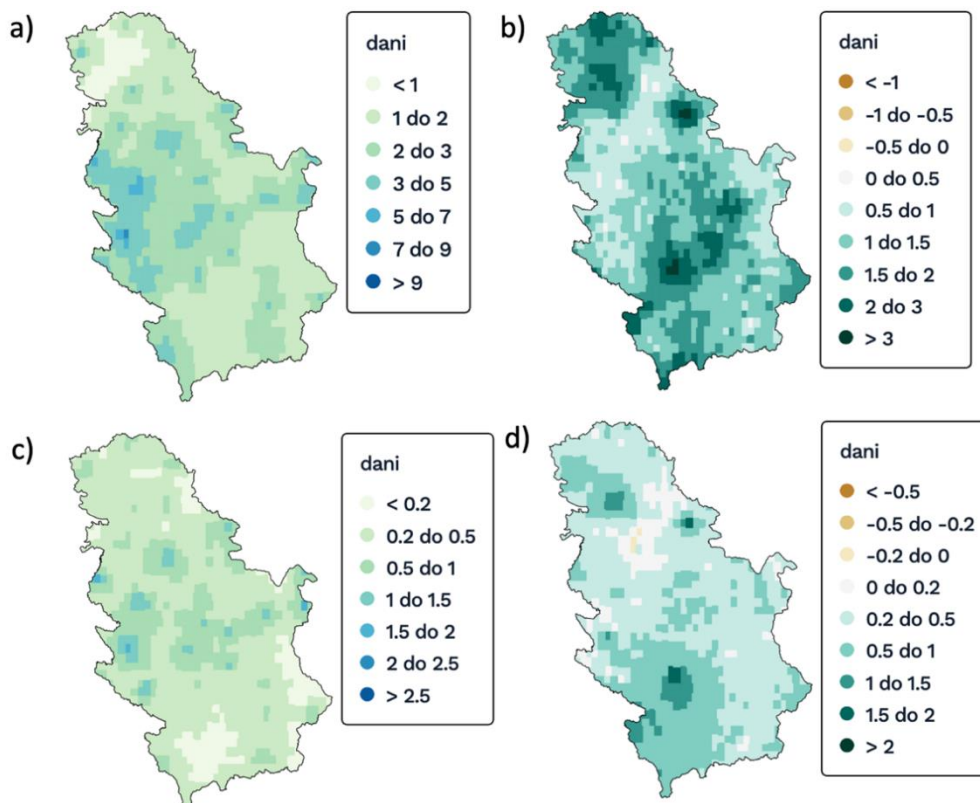 a)
dani
< 1
1 do 2
2 do 3
3 do 5
5 do 7
7 do 9
> 9
b)
dani
< -1
-1 do -0.5
-0.5 do 0
0 do 0.5
0.5 do 1
1 do 1.5
1.5 do 2
2 do 3
> 3
c)
dani
< 0.2
0.2 do 0.5
0.5 do 1
1 do 1.5
1.5 do 2
2 do 2.5
> 2.5
d)
dani
< -0.5
-0.5 do -0.2
-0.2 do 0
0 do 0.2
0.2 do 0.5
0.5 do 1
1 do 1.5
1.5 do 2
> 2